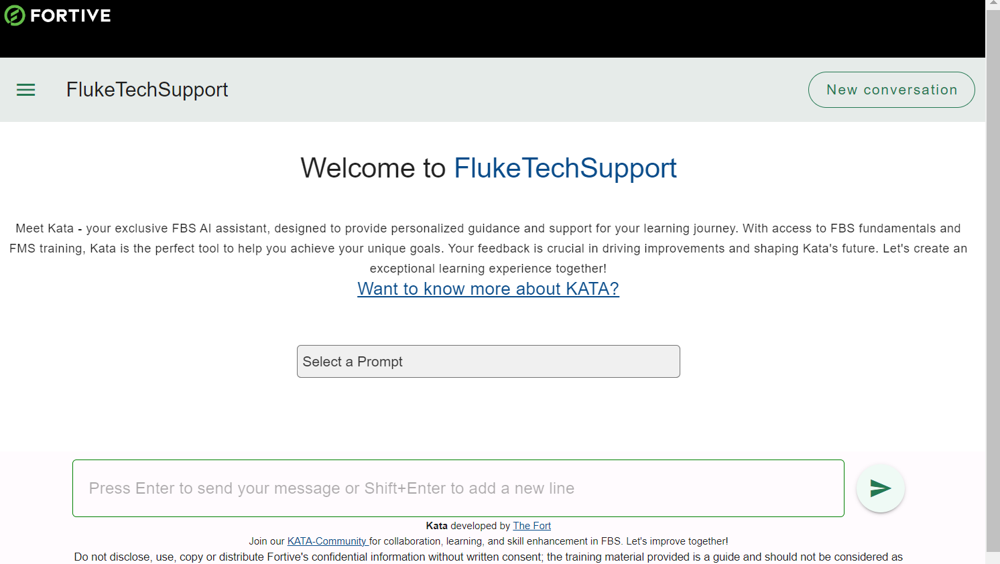 FORTIVE
FlukeTechSupport
New conversation
Welcome to FlukeTechSupport
Meet Kata - your exclusive FBS AI assistant, designed to provide personalized guidance and support for your learning journey. With access to FBS fundamentals and
FMS training, Kata is the perfect tool to help you achieve your unique goals. Your feedback is crucial in driving improvements and shaping Kata's future. Let's create an
exceptional learning experience together!
Want to know more about KATA?
Select a Prompt
Press Enter to send your message or Shift+Enter to add a new line
Kata developed by The Fort
Join our KATA-Community for collaboration, learning, and skill enhancement in FBS. Let's improve together!
Do not disclose, use, copy or distribute Fortive's confidential information without written consent; the training material provided is a guide and should not be considered as